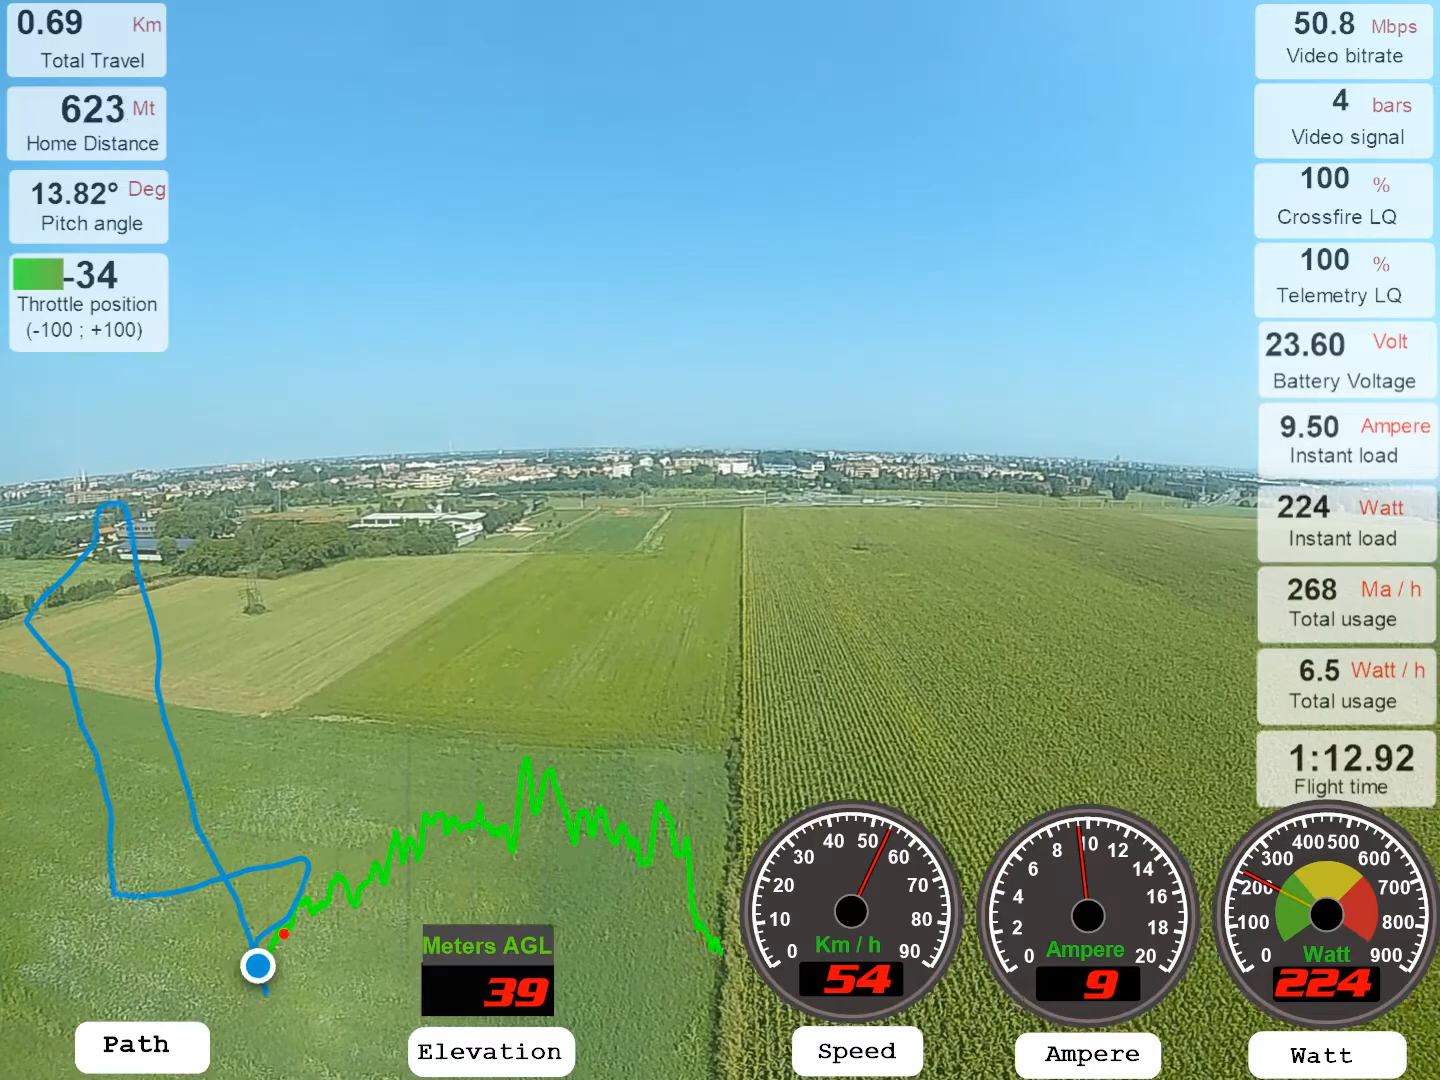 0.69 Km
Total Travel
623 Mt
Home Distance
13.82° Deg
Pitch angle
-34
Throttle position
(-100 ; +100)
50.8 Mbps
Video bitrate
4 bars
Video signal
100 %
Crossfire LQ
100 %
Telemetry LQ
23.60 Volt
Battery Voltage
9.50 Ampere
Instant load
224 Watt
Instant load
268 Ma / h
Total usage
6.5 Watt / h
Total usage
1:12.92
Flight time
Path
Meters AGL
39
Elevation
0 10 20 30 40 50 60 70 80 90
Km / h
54
Speed
0 2 4 6 8 10 12 14 16 18 20
Ampere
9
Ampere
0 100 200 300 400 500 600 700 800 900
Watt
224
Watt